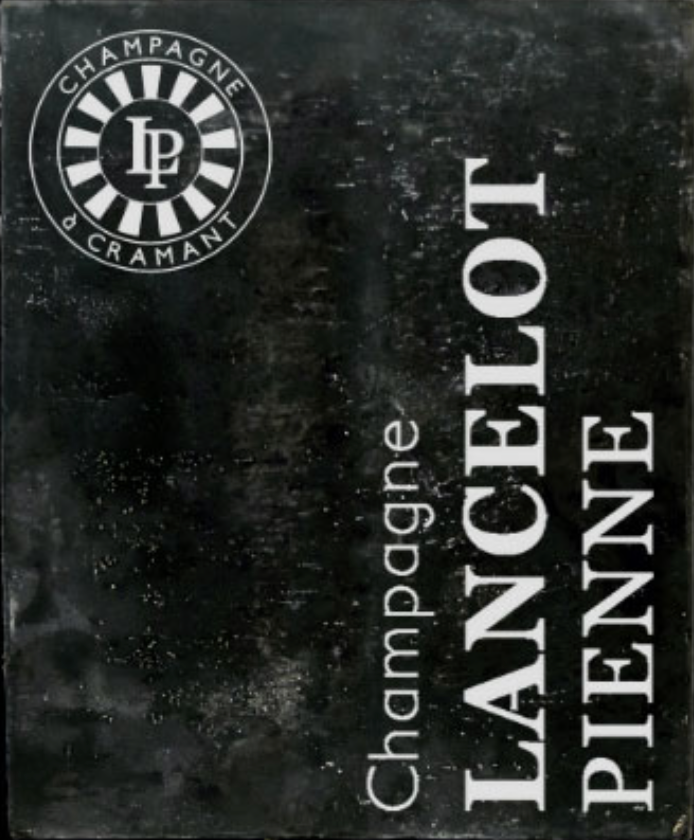 CHAMPAGNE
LP
à CRAMANT
Champagne
LANCELOT
PIENNE